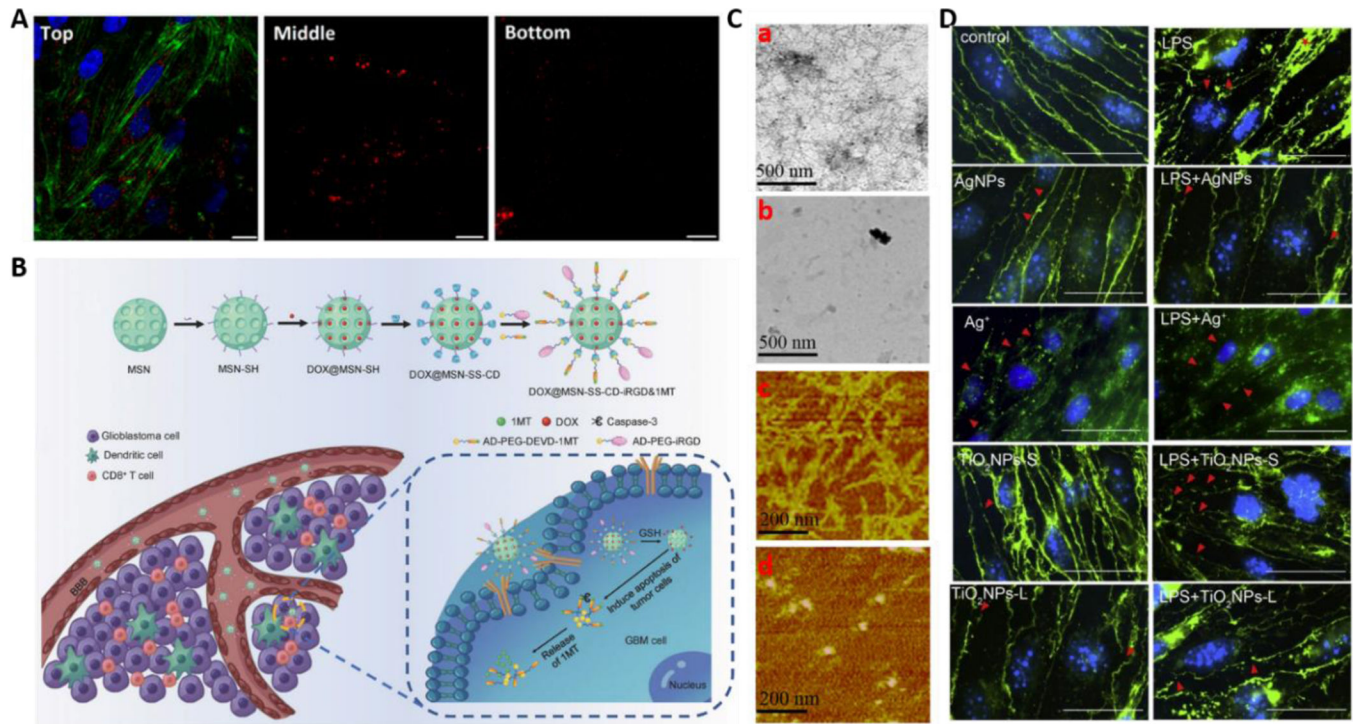 A
Top
Middle
Bottom
B
MSN
MSN-SH
DOX@MSN-SH
DOX@MSN-SS-CD
DOX@MSN-SS-CD-iRGD&1MT
1MT
DOX
Caspase-3
AD-PEG-DEVD-1MT
AD-PEG-iRGD
Glioblastoma cell
Dendritic cell
CD8⁺ T cell
BBB
GSH
Induce apoptosis of
tumor cells
Release
of 1MT
GBM cell
Nucleus
C
a
500 nm
b
500 nm
c
200 nm
d
200 nm
D
control
LPS
AgNPs
LPS+AgNPs
Ag⁺
LPS+Ag⁺
TiO₂NPs-S
LPS+TiO₂NPs-S
TiO₂NPs-L
LPS+TiO₂NPs-L